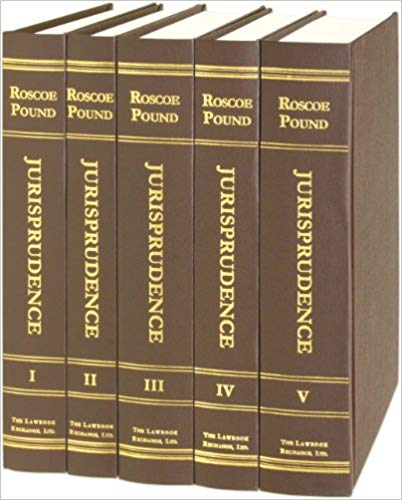 ROSCOE
POUND
JURISPRUDENCE
I
THE LAWBOOK
EXCHANGE, LTD.
ROSCOE
POUND
JURISPRUDENCE
II
THE LAWBOOK
EXCHANGE, LTD.
ROSCOE
POUND
JURISPRUDENCE
III
THE LAWBOOK
EXCHANGE, LTD.
ROSCOE
POUND
JURISPRUDENCE
IV
THE LAWBOOK
EXCHANGE, LTD.
ROSCOE
POUND
JURISPRUDENCE
V
THE LAWBOOK
EXCHANGE, LTD.